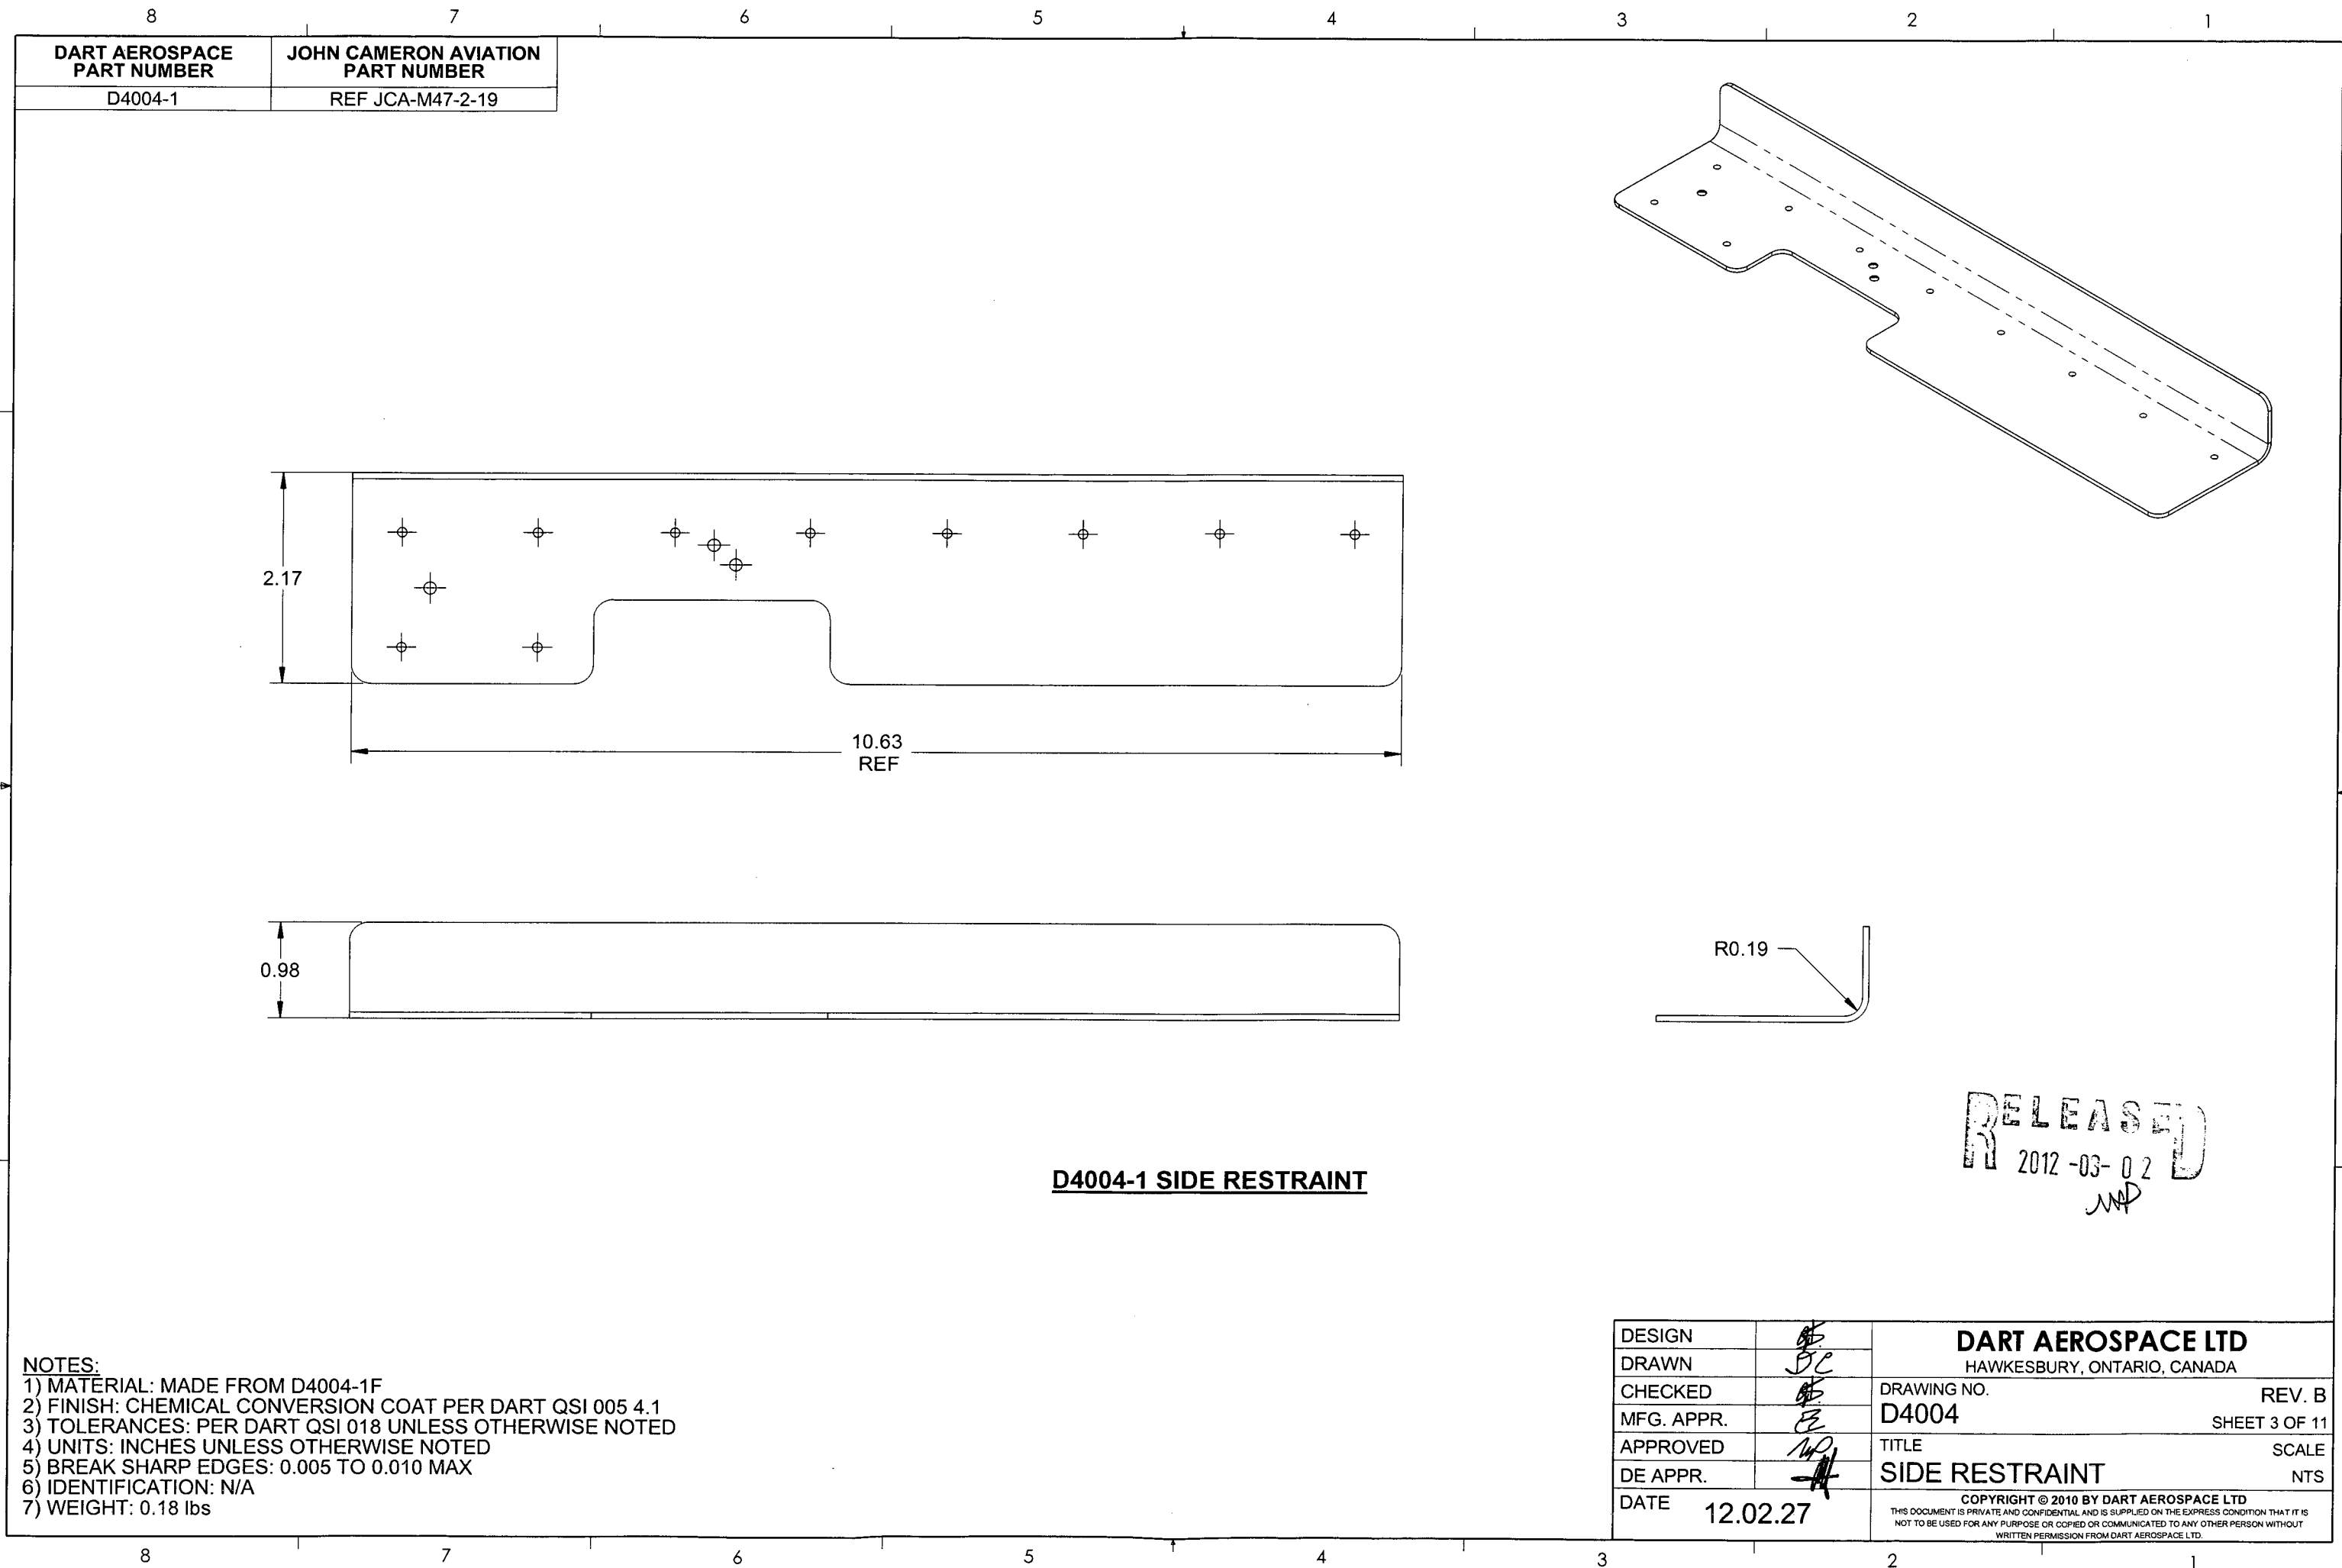 8 7 6 5 4 3 2 1
DART AEROSPACE PART NUMBER
JOHN CAMERON AVIATION PART NUMBER
D4004-1
REF JCA-M47-2-19
2.17
10.63
REF
0.98
R0.19
D4004-1 SIDE RESTRAINT
RELEASED
2012-03-02
NOTES:
1) MATERIAL: MADE FROM D4004-1F
2) FINISH: CHEMICAL CONVERSION COAT PER DART QSI 005 4.1
3) TOLERANCES: PER DART QSI 018 UNLESS OTHERWISE NOTED
4) UNITS: INCHES UNLESS OTHERWISE NOTED
5) BREAK SHARP EDGES: 0.005 TO 0.010 MAX
6) IDENTIFICATION: N/A
7) WEIGHT: 0.18 lbs
DESIGN
DRAWN
CHECKED
MFG. APPR.
APPROVED
DE APPR.
DATE 12.02.27
DART AEROSPACE LTD
HAWKESBURY, ONTARIO, CANADA
DRAWING NO.
REV. B
D4004
SHEET 3 OF 11
TITLE
SCALE
SIDE RESTRAINT
NTS
COPYRIGHT © 2010 BY DART AEROSPACE LTD
THIS DOCUMENT IS PRIVATE AND CONFIDENTIAL AND IS SUPPLIED ON THE EXPRESS CONDITION THAT IT IS
NOT TO BE USED FOR ANY PURPOSE OR COPIED OR COMMUNICATED TO ANY OTHER PERSON WITHOUT
WRITTEN PERMISSION FROM DART AEROSPACE LTD.
8 7 6 5 4 3 2 1